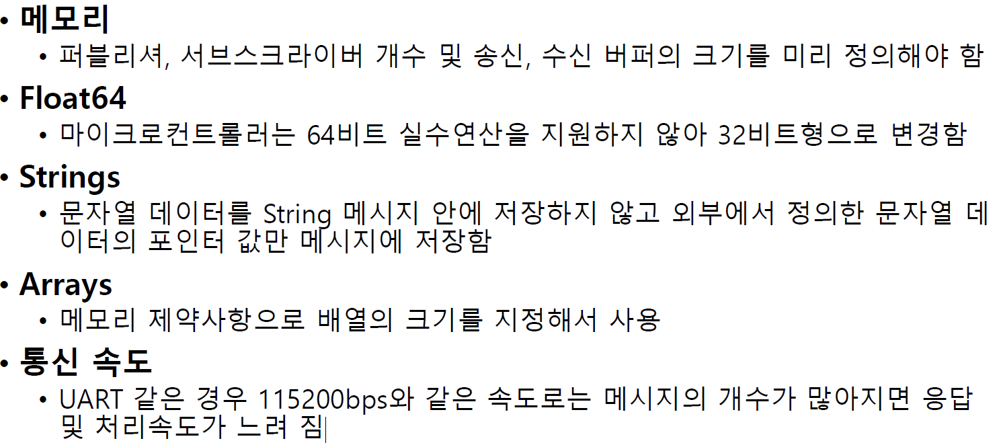 • 메모리
• 퍼블리셔, 서브스크라이버 개수 및 송신, 수신 버퍼의 크기를 미리 정의해야 함
• Float64
• 마이크로컨트롤러는 64비트 실수연산을 지원하지 않아 32비트형으로 변경함
• Strings
• 문자열 데이터를 String 메시지 안에 저장하지 않고 외부에서 정의한 문자열 데
이터의 포인터 값만 메시지에 저장함
• Arrays
• 메모리 제약사항으로 배열의 크기를 지정해서 사용
• 통신 속도
• UART 같은 경우 115200bps와 같은 속도로는 메시지의 개수가 많아지면 응답
및 처리속도가 느려 짐